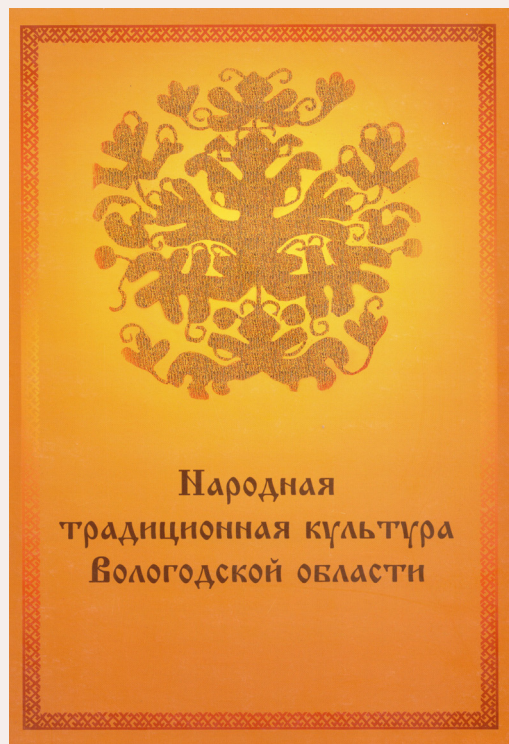 Народная
традиционная культура
Вологодской области